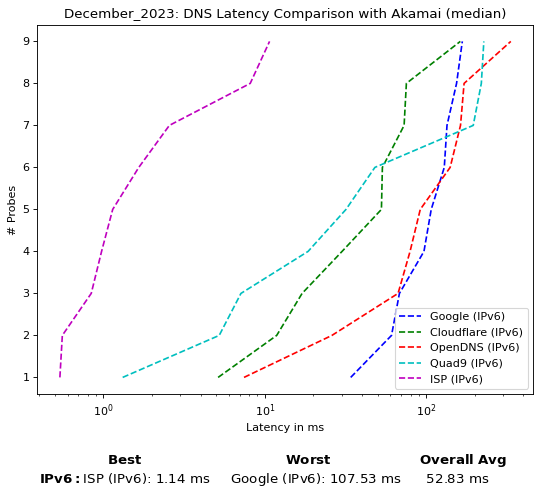 December_2023: DNS Latency Comparison with Akamai (median)
# Probes
9
8
7
6
5
4
3
2
1
Google (IPv6)
Cloudflare (IPv6)
OpenDNS (IPv6)
Quad9 (IPv6)
ISP (IPv6)
10⁰ 10¹ 10²
Latency in ms
Best Worst Overall Avg
IPv6: ISP (IPv6): 1.14 ms Google (IPv6): 107.53 ms 52.83 ms